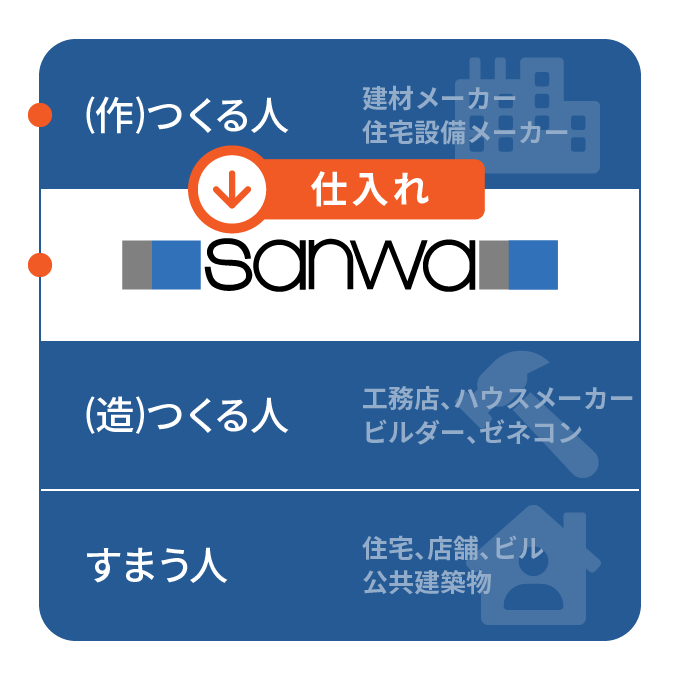 (作)つくる人
建材メーカー
住宅設備メーカー
仕入れ
sanwa
(造)つくる人
工務店、ハウスメーカー
ビルダー、ゼネコン
すまう人
住宅、店舗、ビル
公共建築物